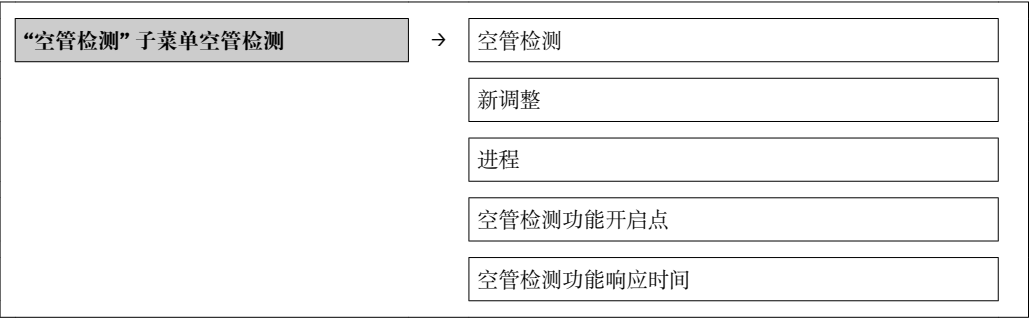 “空管检测” 子菜单空管检测 → 空管检测
新调整
进程
空管检测功能开启点
空管检测功能响应时间